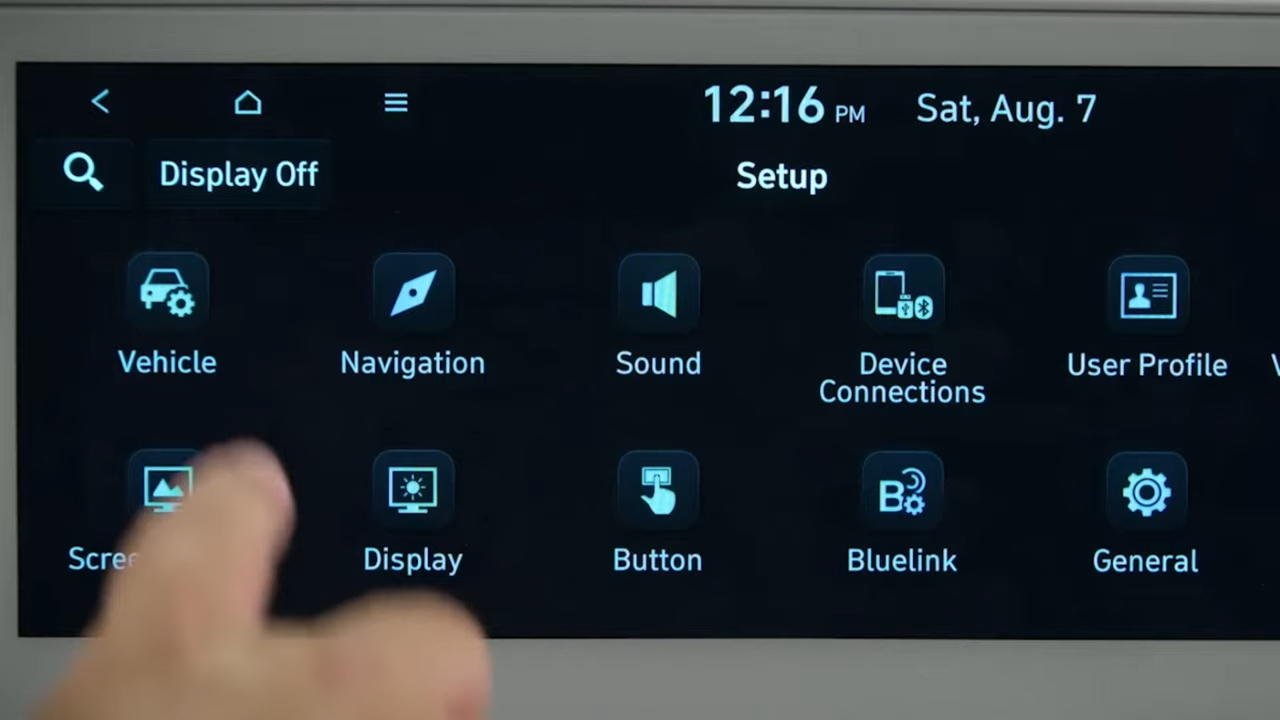 12:16 PM Sat, Aug. 7
Display Off
Setup
Vehicle
Navigation
Sound
Device
Connections
User Profile
Display
Button
B
Bluelink
General